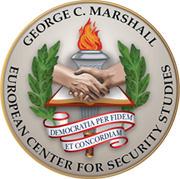 GEORGE C. MARSHALL
EUROPEAN CENTER FOR SECURITY STUDIES
DEMOCRATIA PER FIDEM
ET CONCORDIAM